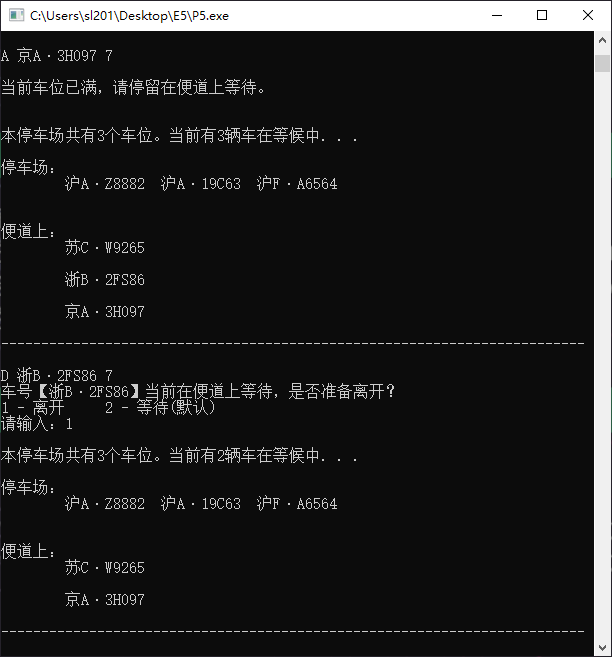 C:\Users\sl201\Desktop\E5\P5.exe
A 京A·3H097 7
当前车位已满，请停留在便道上等待。
本停车场共有3个车位。当前有3辆车在等候中...
停车场：
沪A·Z8882 沪A·19C63 沪F·A6564
便道上：
苏C·W9265
浙B·2FS86
京A·3H097
--------------------------------------------------------------------------
D 浙B·2FS86 7
车号【浙B·2FS86】当前在便道上等待，是否准备离开？
1 - 离开 2 - 等待(默认)
请输入：1
本停车场共有3个车位。当前有2辆车在等候中...
停车场：
沪A·Z8882 沪A·19C63 沪F·A6564
便道上：
苏C·W9265
京A·3H097
--------------------------------------------------------------------------